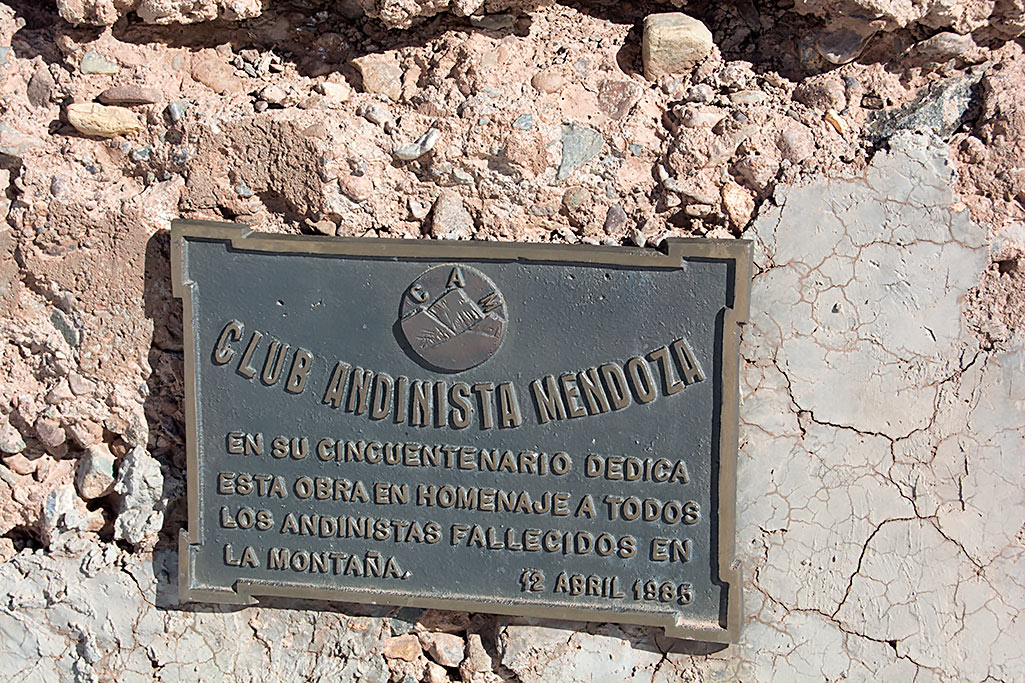 C A M
CLUB ANDINISTA MENDOZA
EN SU CINCUENTENARIO DEDICA
ESTA OBRA EN HOMENAJE A TODOS
LOS ANDINISTAS FALLECIDOS EN
LA MONTAÑA.
12 ABRIL 1985